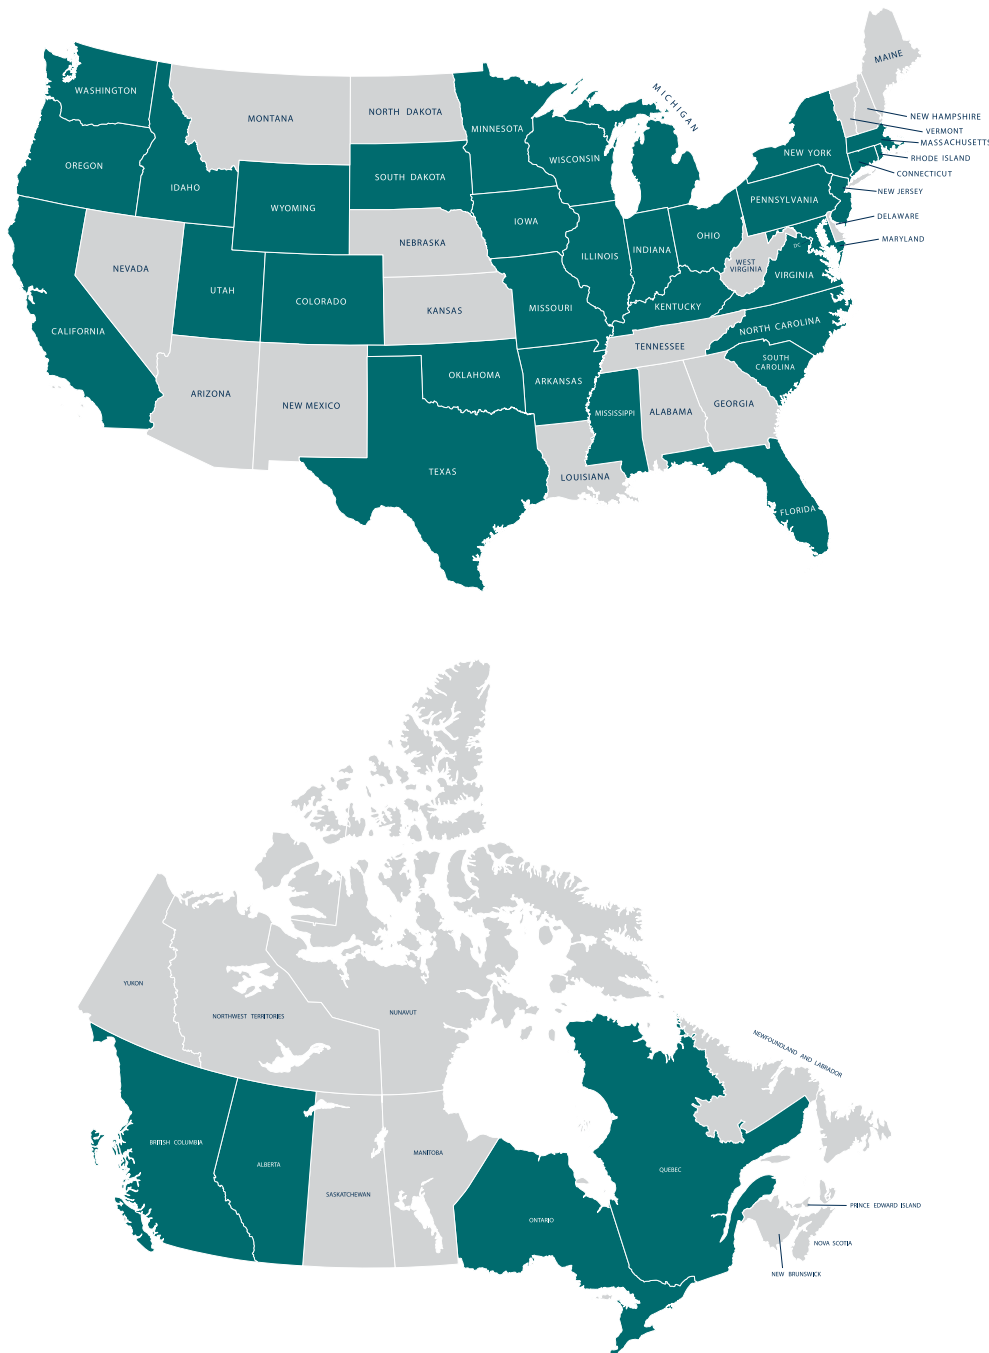 MAINE
WASHINGTON
MICHIGAN
NORTH DAKOTA
MONTANA
NEW HAMPSHIRE
MINNESOTA
VERMONT
MASSACHUSETTS
NEW YORK
WISCONSIN
RHODE ISLAND
OREGON
CONNECTICUT
SOUTH DAKOTA
IDAHO
NEW JERSEY
PENNSYLVANIA
WYOMING
DELAWARE
IOWA
OHIO
MARYLAND
NEBRASKA
INDIANA
DC
ILLINOIS
WEST
VIRGINIA
NEVADA
VIRGINIA
UTAH
COLORADO
KENTUCKY
MISSOURI
KANSAS
NORTH CAROLINA
CALIFORNIA
TENNESSEE
SOUTH
CAROLINA
OKLAHOMA
ARKANSAS
ARIZONA
NEW MEXICO
GEORGIA
MISSISSIPPI
ALABAMA
TEXAS
LOUISIANA
FLORIDA
YUKON
NORTHWEST TERRITORIES
NUNAVUT
NEWFOUNDLAND AND LABRADOR
BRITISH COLUMBIA
MANITOBA
ALBERTA
QUEBEC
SASKATCHEWAN
PRINCE EDWARD ISLAND
ONTARIO
NOVA SCOTIA
NEW BRUNSWICK